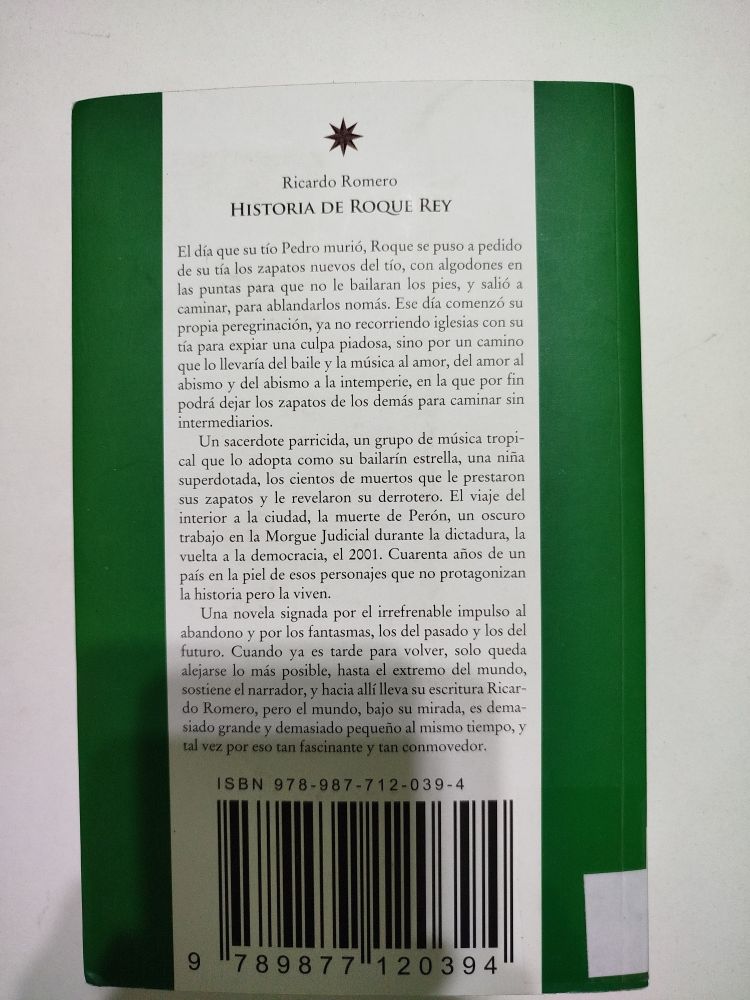 Ricardo Romero
HISTORIA DE ROQUE REY
El día que su tío Pedro murió, Roque se puso a pedido
de su tía los zapatos nuevos del tío, con algodones en
las puntas para que no le bailaran los pies, y salió a
caminar, para ablandarlos nomás. Ese día comenzó su
propia peregrinación, ya no recorriendo iglesias con su
tía para expiar una culpa piadosa, sino por un camino
que lo llevaría del baile y la música al amor, del amor al
abismo y del abismo a la intemperie, en la que por fin
podrá dejar los zapatos de los demás para caminar sin
intermediarios.
Un sacerdote parricida, un grupo de música tropi-
cal que lo adopta como su bailarín estrella, una niña
superdotada, los cientos de muertos que le prestaron
sus zapatos y le revelaron su derrotero. El viaje del
interior a la ciudad, la muerte de Perón, un oscuro
trabajo en la Morgue Judicial durante la dictadura, la
vuelta a la democracia, el 2001. Cuarenta años de un
país en la piel de esos personajes que no protagonizan
la historia pero la viven.
Una novela signada por el irrefrenable impulso al
abandono y por los fantasmas, los del pasado y los del
futuro. Cuando ya es tarde para volver, solo queda
alejarse lo más posible, hasta el extremo del mundo,
sostiene el narrador, y hacia allí lleva su escritura Ricar-
do Romero, pero el mundo, bajo su mirada, es dema-
siado grande y demasiado pequeño al mismo tiempo, y
tal vez por eso tan fascinante y tan conmovedor.
ISBN 978-987-712-039-4
9 789877 120394